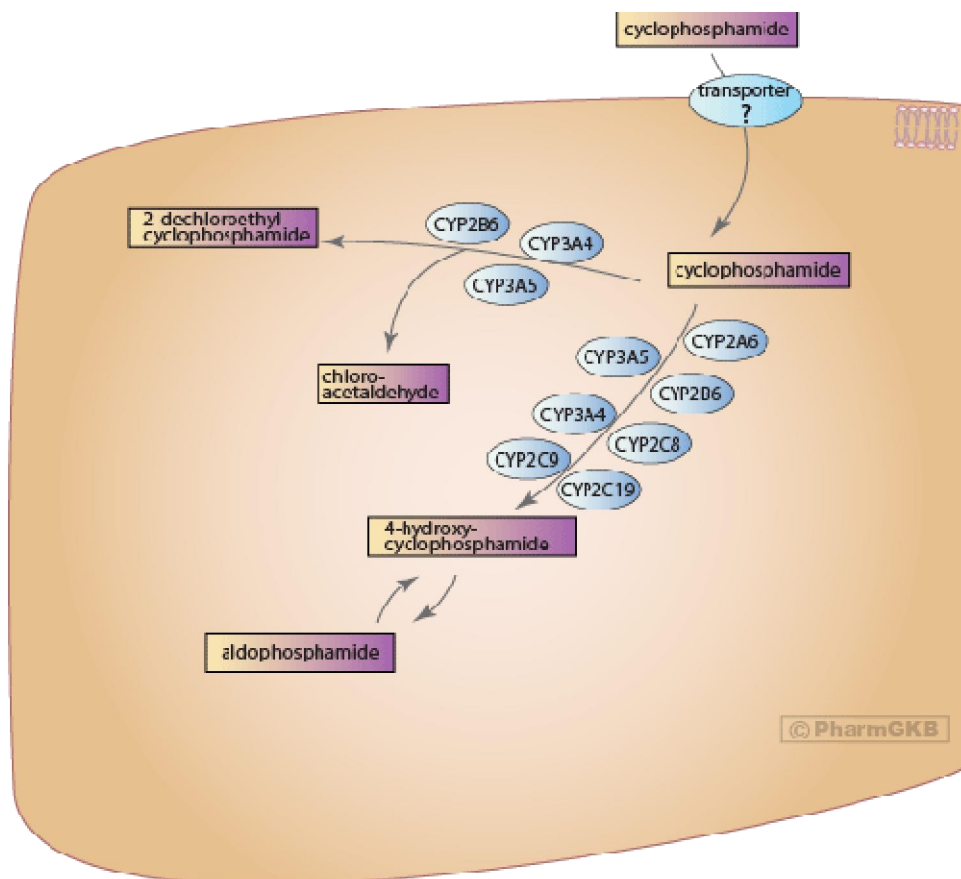 cyclophosphamide
transporter
?
2-dechloroethyl
cyclophosphamide
CYP2B6
CYP3A4
CYP3A5
cyclophosphamide
chloro-
acetaldehyde
CYP3A5
CYP2A6
CYP3A4
CYP2B6
CYP2C9
CYP2C8
CYP2C19
4-hydroxy-
cyclophosphamide
aldophosphamide
© PharmGKB